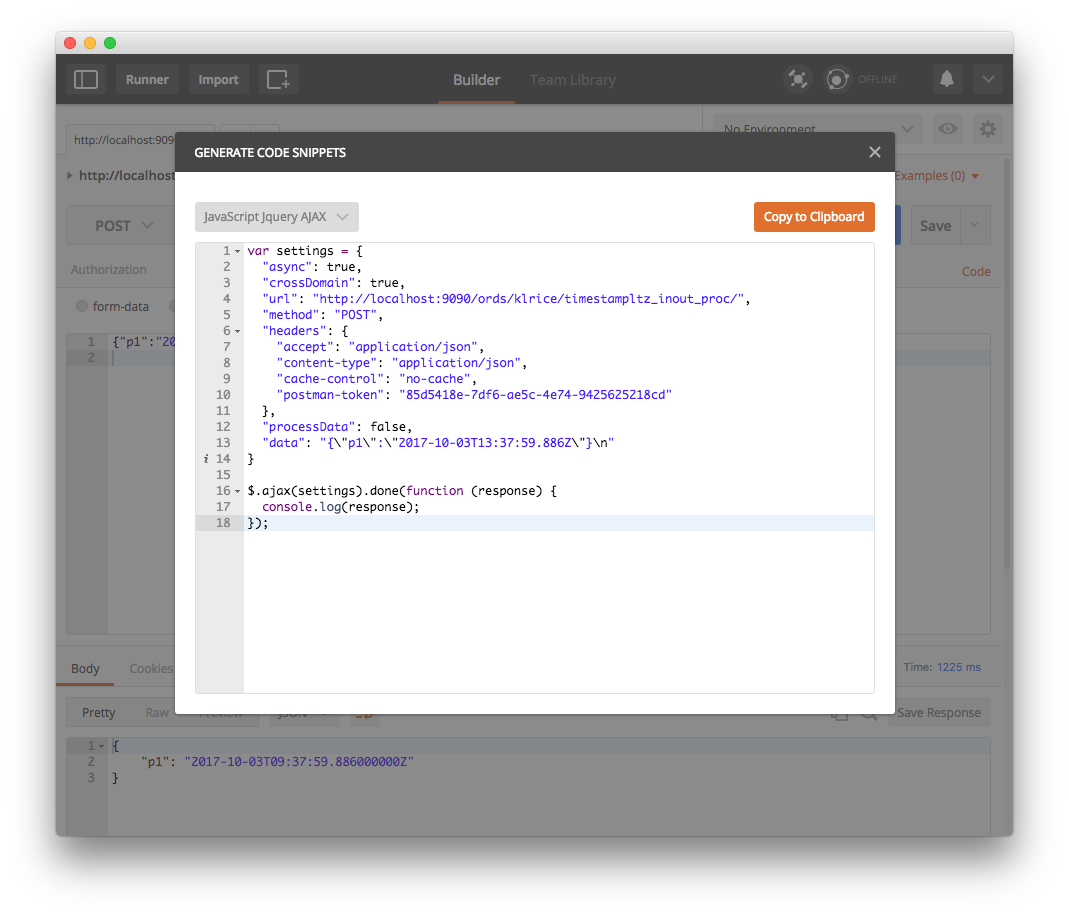 Runner Import Builder Team Library OFFLINE
No Environment
http://localhost:909
GENERATE CODE SNIPPETS
http://localhost
Examples (0)
JavaScript Jquery AJAX Copy to Clipboard
POST Save
Authorization Code
form-data
1 {"p1":"20
2
1 var settings = {
2 "async": true,
3 "crossDomain": true,
4 "url": "http://localhost:9090/ords/klrice/timestampltz_inout_proc/",
5 "method": "POST",
6 "headers": {
7 "accept": "application/json",
8 "content-type": "application/json",
9 "cache-control": "no-cache",
10 "postman-token": "85d5418e-7df6-ae5c-4e74-9425625218cd"
11 },
12 "processData": false,
13 "data": "{\"p1\":\"2017-10-03T13:37:59.886Z\"}\n"
i 14 }
15
16 $.ajax(settings).done(function (response) {
17 console.log(response);
18 });
Body Cookies Time: 1225 ms
Pretty Raw Preview JSON Save Response
1 {
2 "p1": "2017-10-03T09:37:59.886000000Z"
3 }